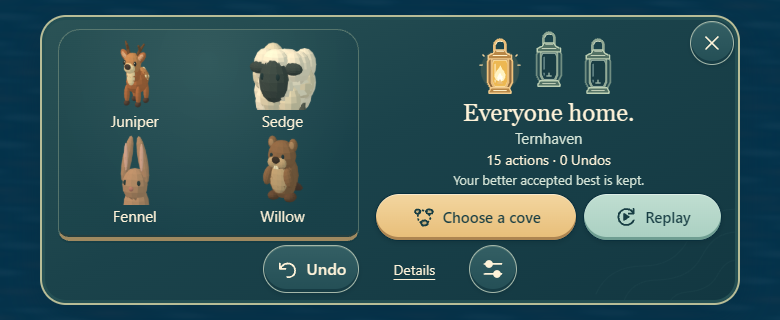 Juniper
Sedge
Fennel
Willow
Everyone home.
Ternhaven
15 actions · 0 Undos
Your better accepted best is kept.
Choose a cove
Replay
Undo
Details